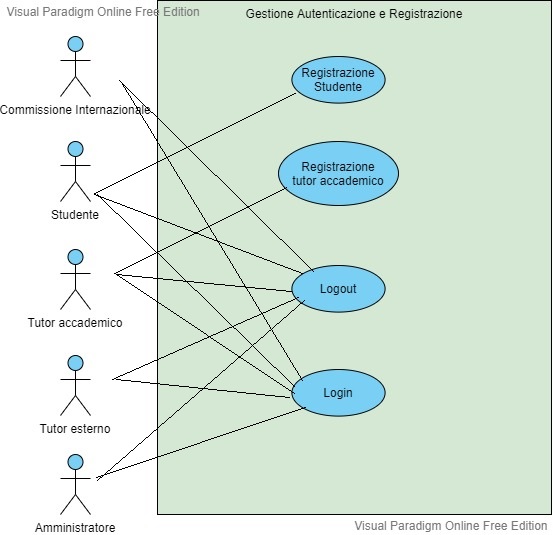 Visual Paradigm Online Free Edition
Gestione Autenticazione e Registrazione
Registrazione
Studente
Commissione Internazionale
Registrazione
tutor accademico
Studente
Logout
Tutor accademico
Login
Tutor esterno
Amministratore
Visual Paradigm Online Free Edition